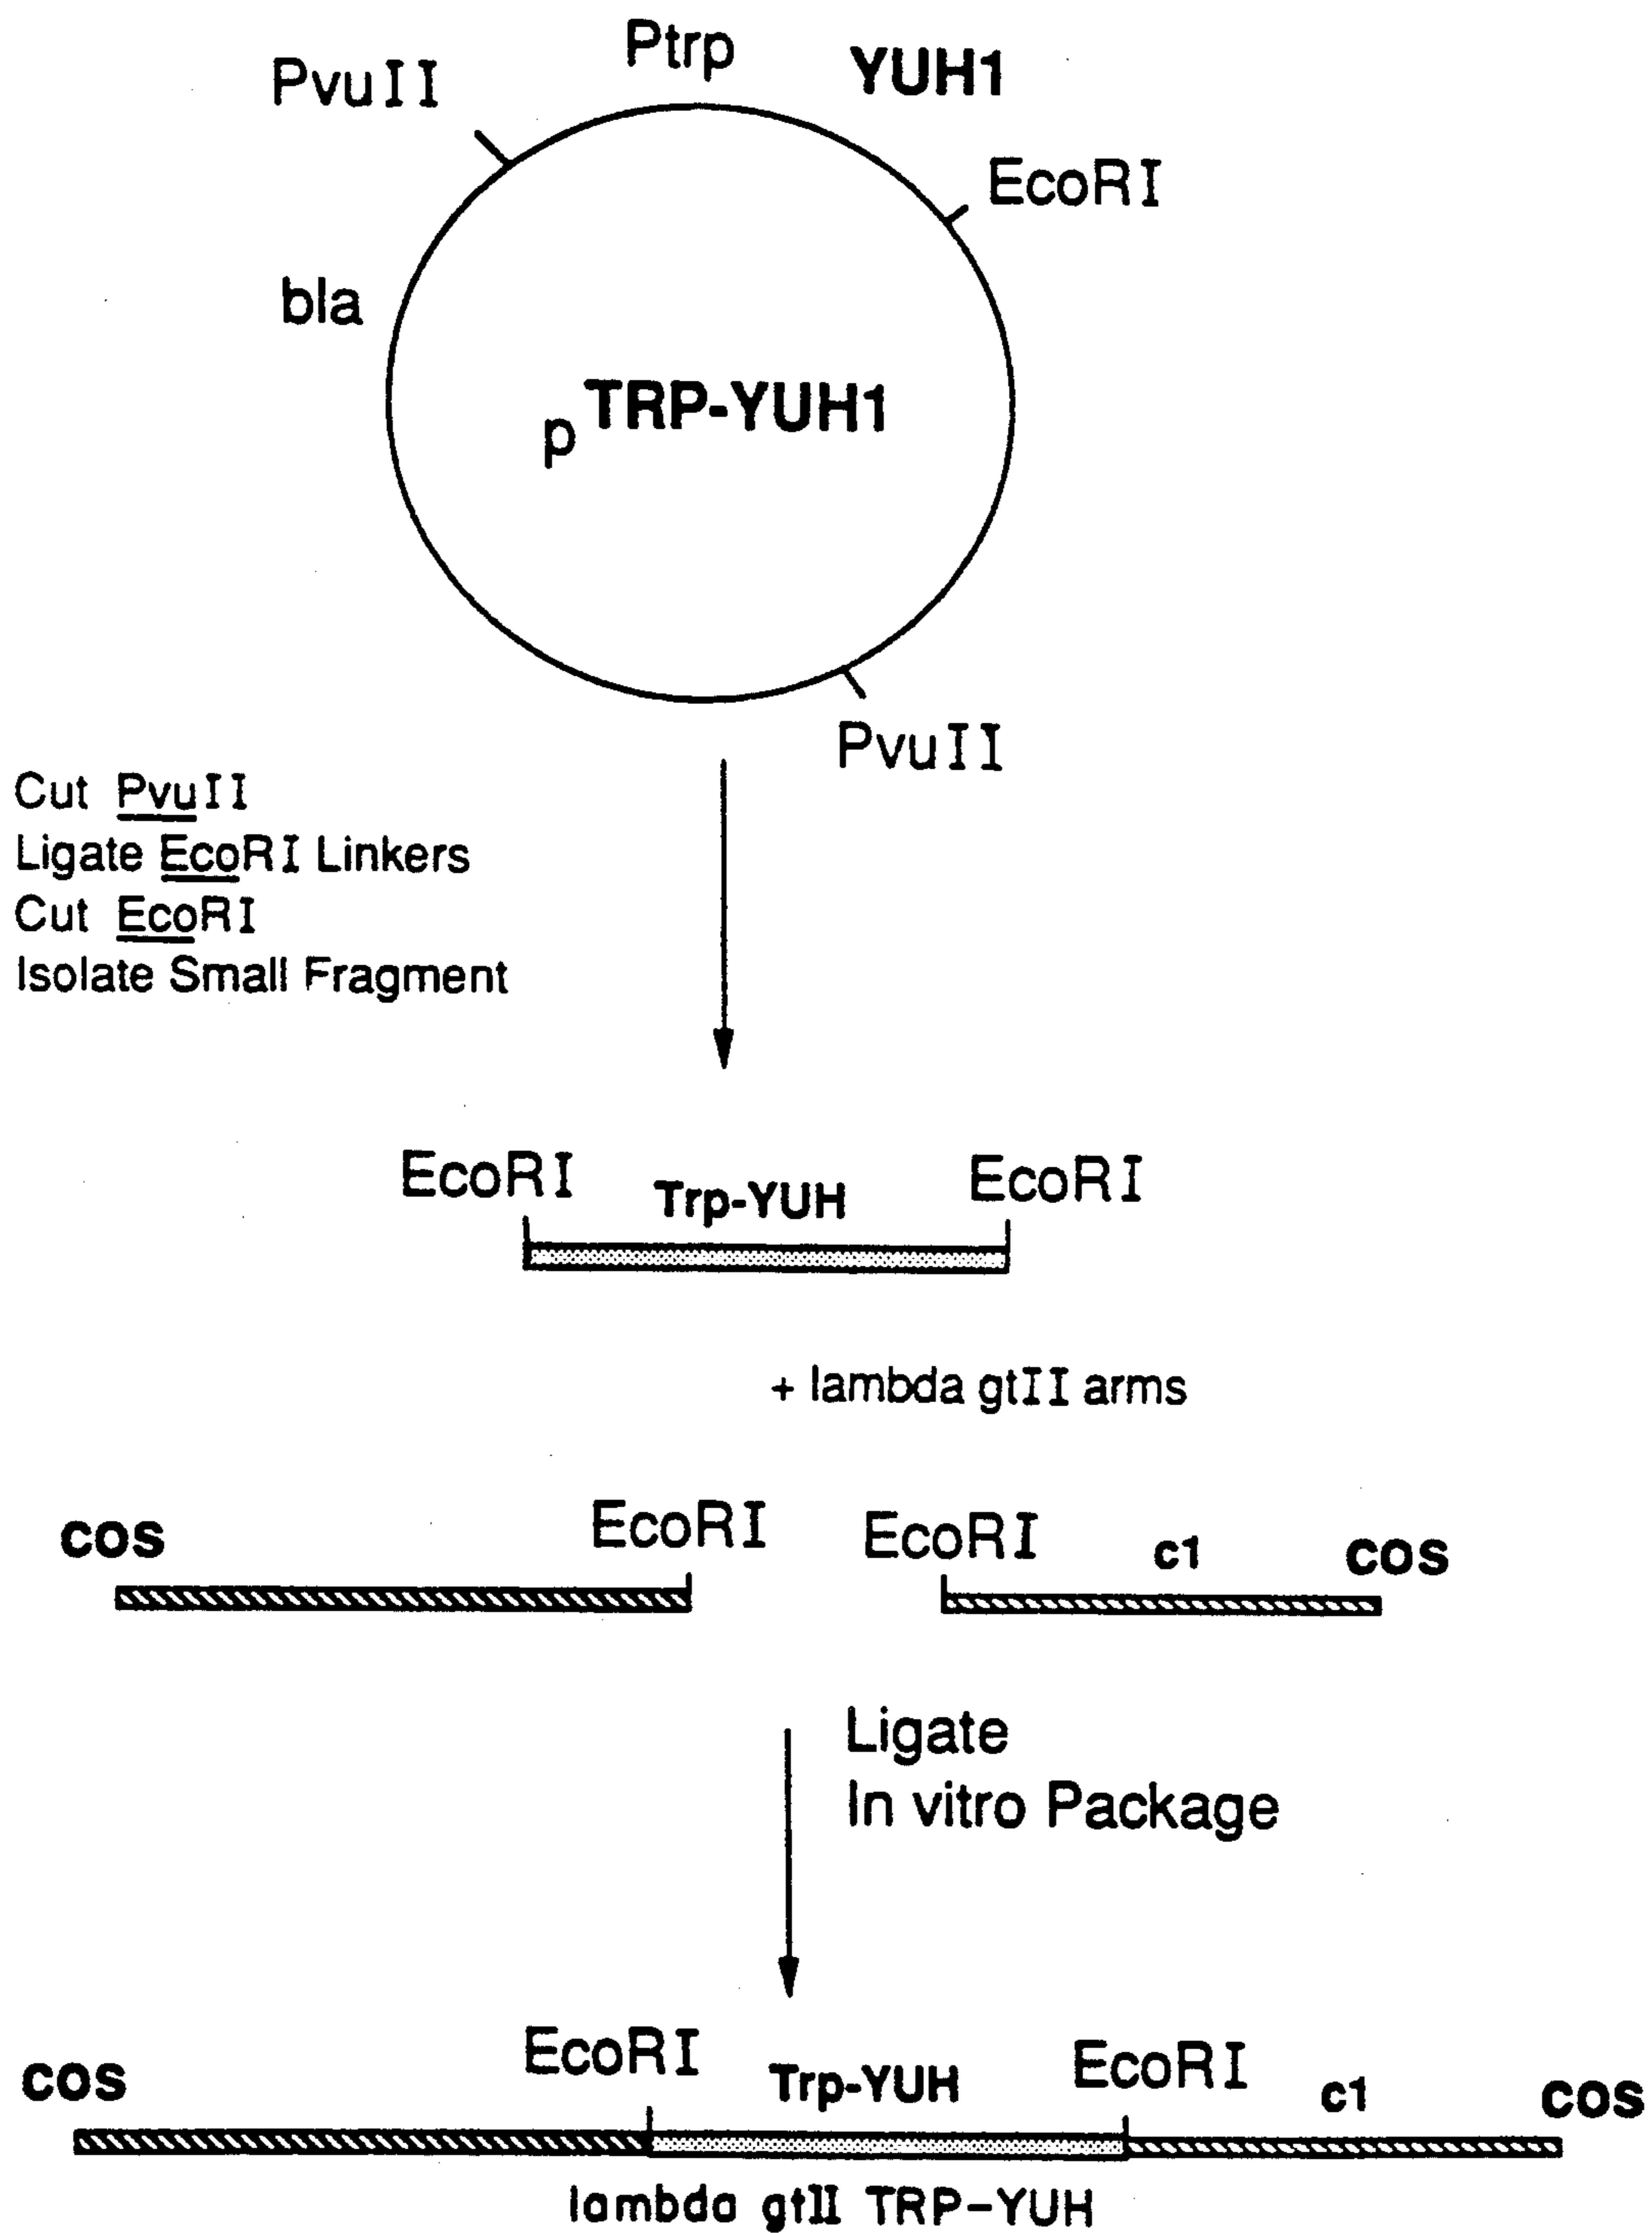 Ptrp
YUH1
PvuII
EcoRI
bla
pTRP-YUH1
PvuII
Cut PvuII
Ligate EcoRI Linkers
Cut EcoRI
Isolate Small Fragment
EcoRI
Trp-YUH
EcoRI
+ lambda gtII arms
cos
EcoRI
EcoRI
c1
cos
Ligate
In vitro Package
cos
EcoRI
Trp-YUH
EcoRI
c1
cos
lambda gtII TRP-YUH